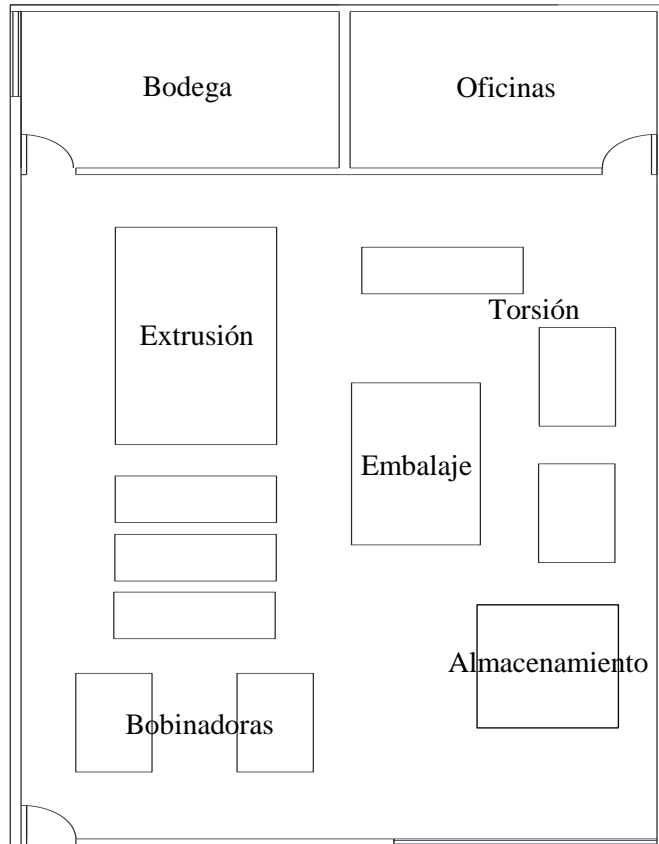 Bodega
Oficinas
Torsión
Extrusión
Embalaje
Almacenamiento
Bobinadoras